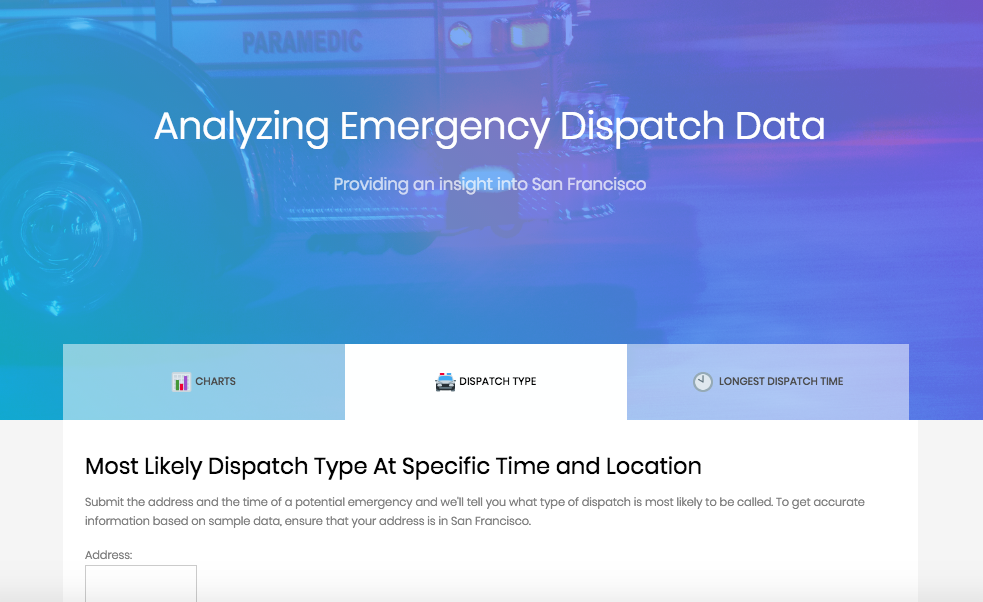 PARAMEDIC
Analyzing Emergency Dispatch Data
Providing an insight into San Francisco
CHARTS
DISPATCH TYPE
LONGEST DISPATCH TIME
Most Likely Dispatch Type At Specific Time and Location
Submit the address and the time of a potential emergency and we'll tell you what type of dispatch is most likely to be called. To get accurate
information based on sample data, ensure that your address is in San Francisco.
Address: